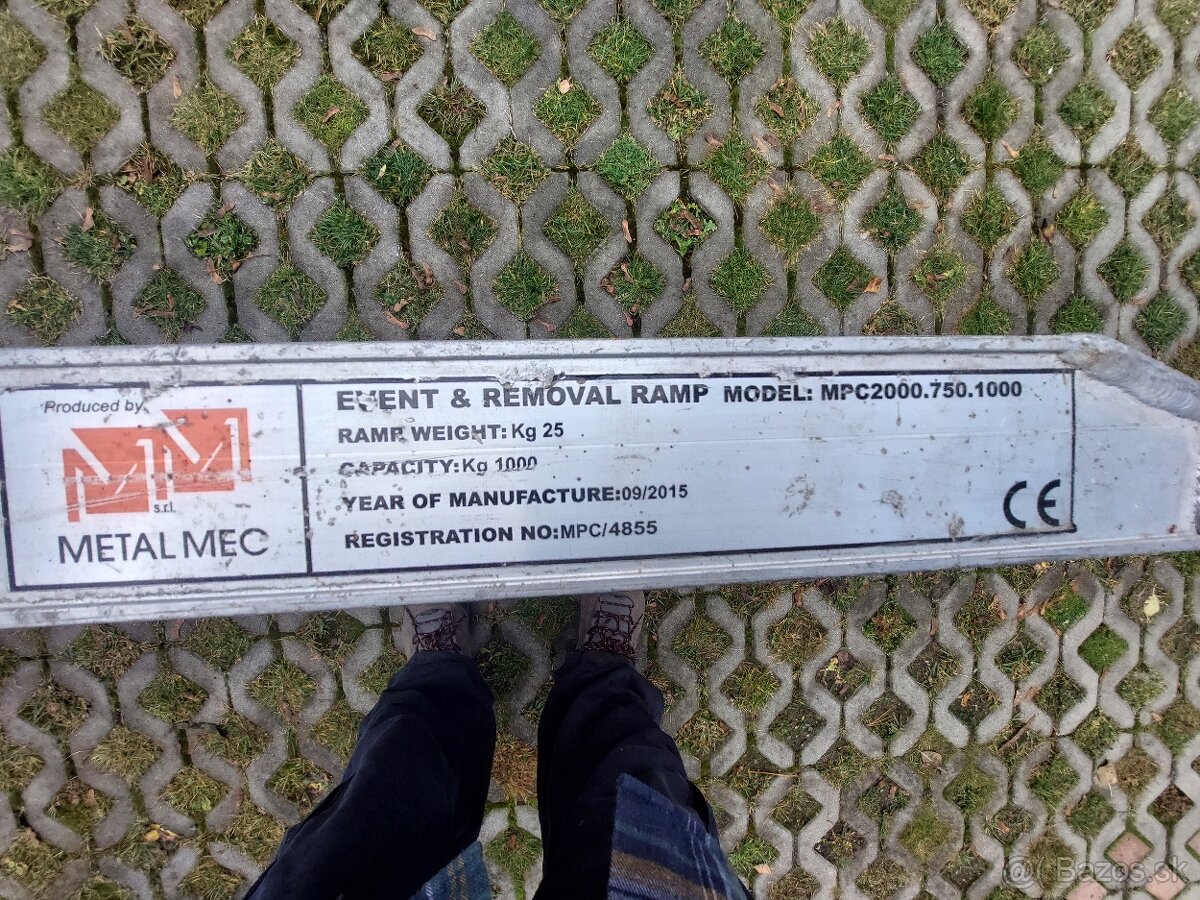 Produced by
MM
s.r.l.
METAL MEC
EVENT & REMOVAL RAMP MODEL: MPC2000.750.1000
RAMP WEIGHT: Kg 25
CAPACITY: Kg 1000
YEAR OF MANUFACTURE: 09/2015
REGISTRATION NO: MPC/4855
CE
@ Bazos.sk